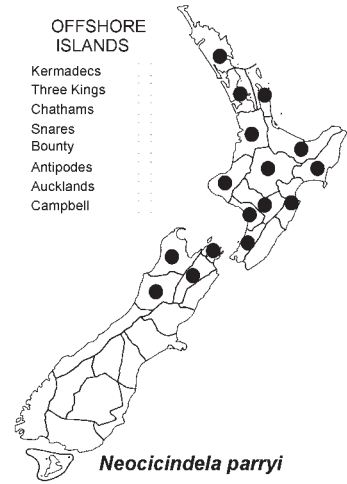 OFFSHORE
ISLANDS
Kermadecs
Three Kings
Chathams
Snares
Bounty
Antipodes
Aucklands
Campbell
Neocicindela parryi